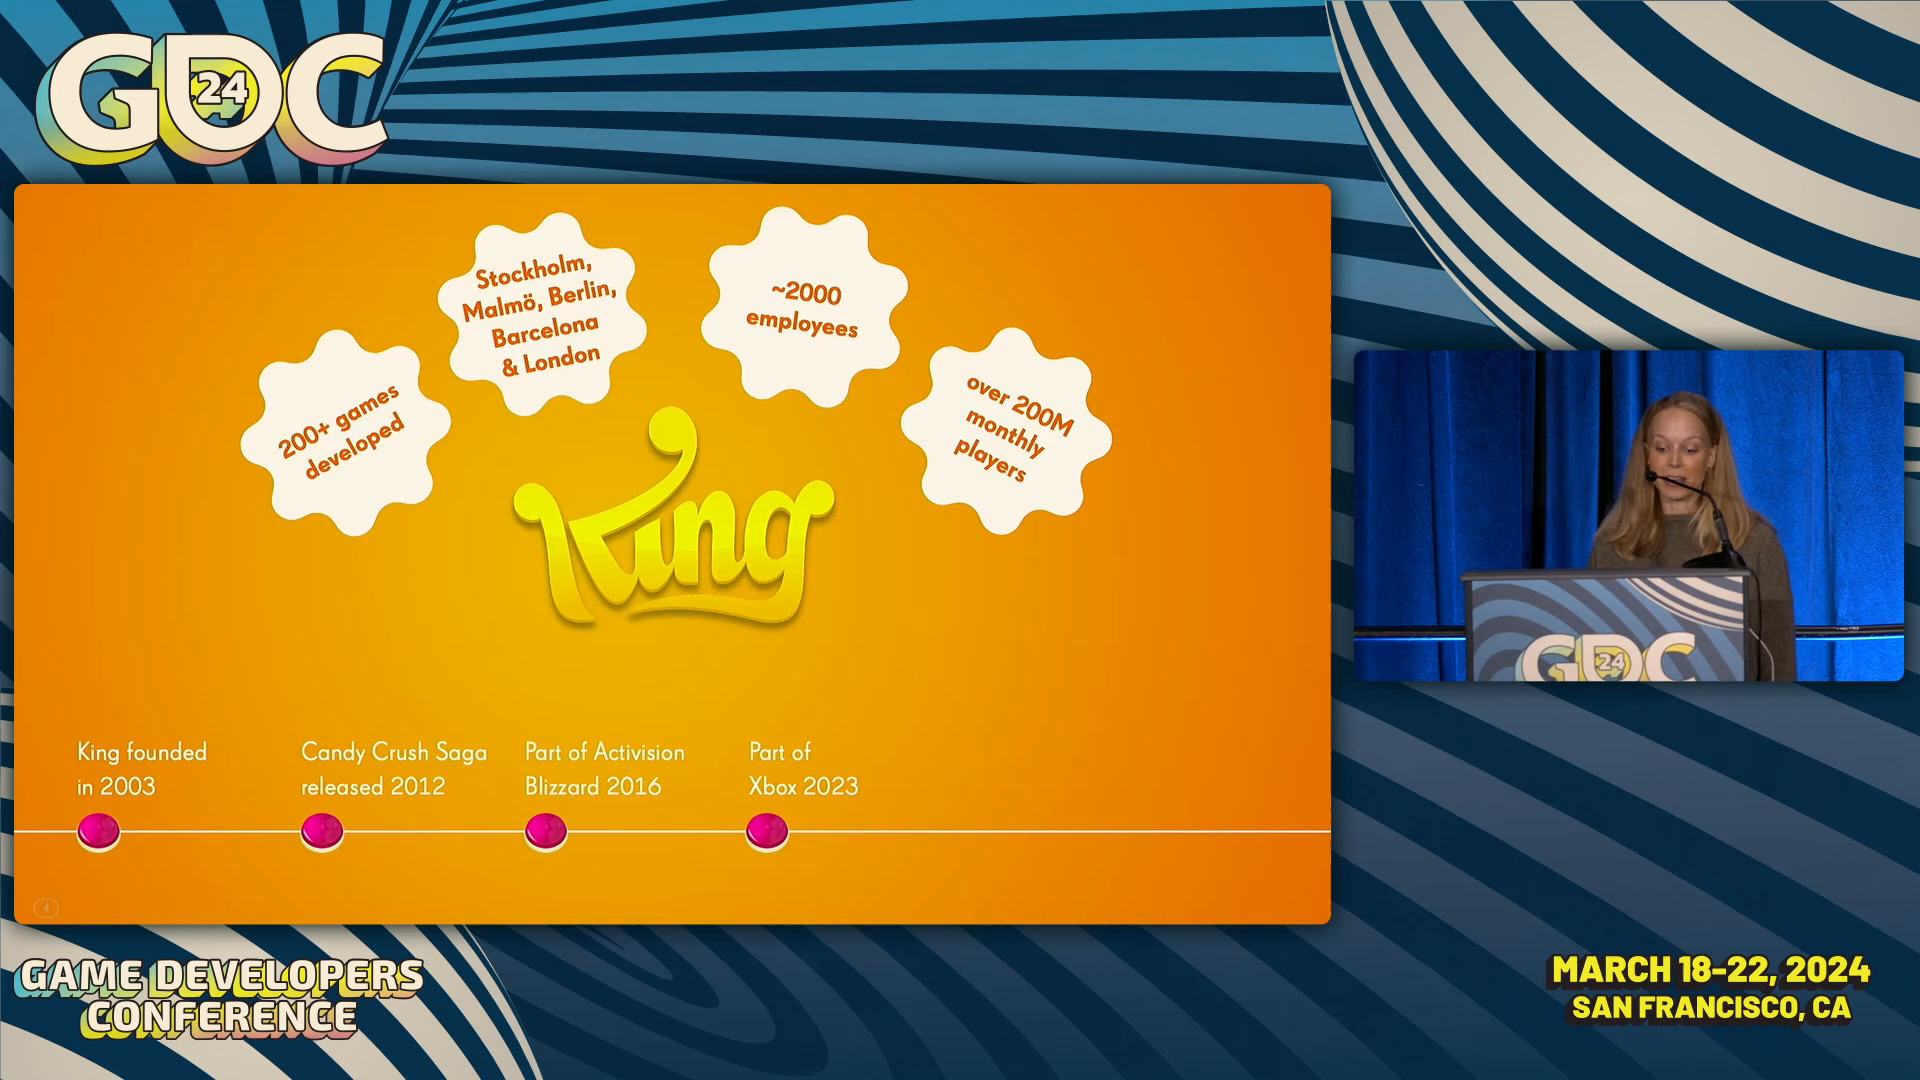 GDC
24
Stockholm,
Malmö, Berlin,
Barcelona
& London
~2000
employees
200+ games
developed
over 200M
monthly
players
King
King founded
in 2003
Candy Crush Saga
released 2012
Part of Activision
Blizzard 2016
Part of
Xbox 2023
4
GDC
24
GAME DEVELOPERS
CONFERENCE
MARCH 18-22, 2024
SAN FRANCISCO, CA